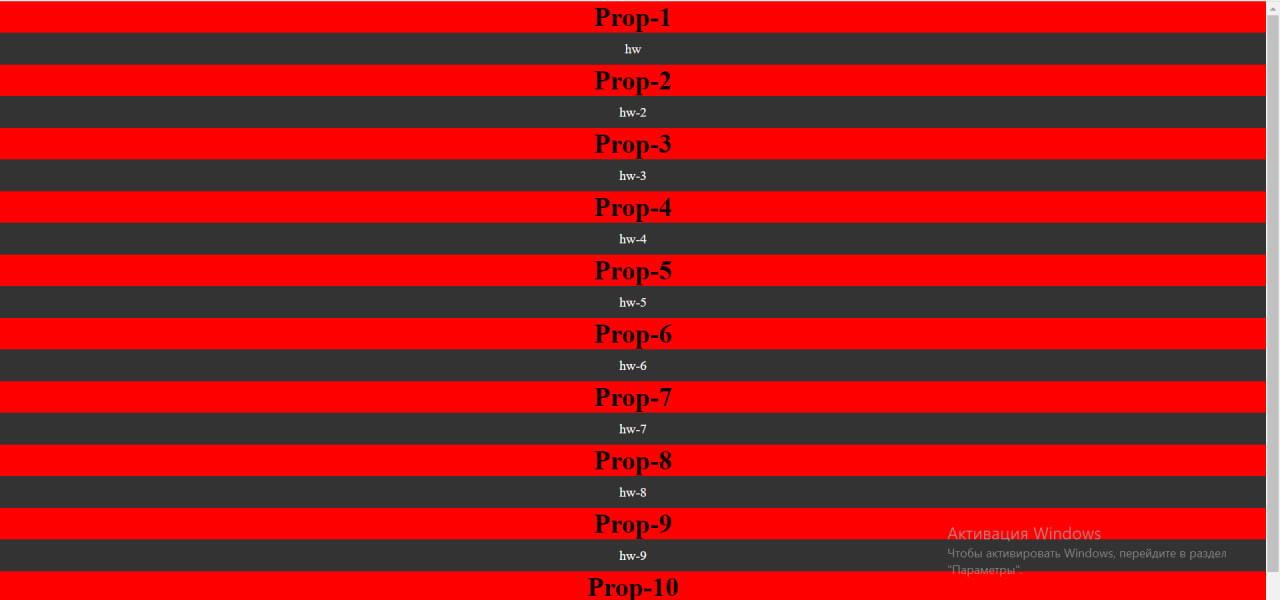 Prop-1
hw
Prop-2
hw-2
Prop-3
hw-3
Prop-4
hw-4
Prop-5
hw-5
Prop-6
hw-6
Prop-7
hw-7
Prop-8
hw-8
Prop-9
hw-9
Активация Windows
Чтобы активировать Windows, перейдите в раздел
"Параметры".
Prop-10